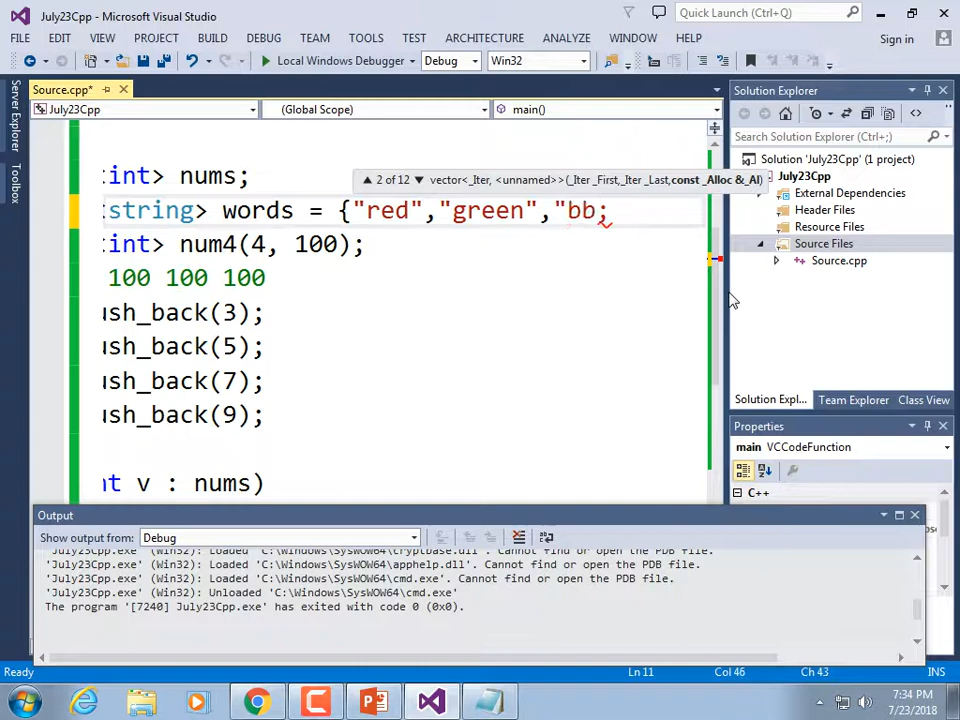 July23Cpp - Microsoft Visual Studio
Quick Launch (Ctrl+Q)
FILE EDIT VIEW PROJECT BUILD DEBUG TEAM TOOLS TEST ARCHITECTURE ANALYZE WINDOW HELP
Sign in
Local Windows Debugger Debug Win32
Server Explorer
Toolbox
Source.cpp*
July23Cpp (Global Scope) main()
:int> nums;
2 of 12 vector<_Iter, <unnamed>>(_Iter _First,_Iter _Last,const _Alloc &_Al)
:string> words = {"red","green","bb;
:int> num4(4, 100);
100 100 100
ush_back(3);
ush_back(5);
ush_back(7);
ush_back(9);
nt v : nums)
Solution Explorer
Search Solution Explorer (Ctrl+;)
Solution 'July23Cpp' (1 project)
July23Cpp
External Dependencies
Header Files
Resource Files
Source Files
Source.cpp
Solution Expl... Team Explorer Class View
Properties
main VCCodeFunction
C++
Output
Show output from: Debug
'July23Cpp.exe' (Win32): Loaded 'C:\Windows\SysWOW64\cryptbase.dll'. Cannot find or open the PDB file.
'July23Cpp.exe' (Win32): Loaded 'C:\Windows\SysWOW64\apphelp.dll'. Cannot find or open the PDB file.
'July23Cpp.exe' (Win32): Loaded 'C:\Windows\SysWOW64\cmd.exe'. Cannot find or open the PDB file.
'July23Cpp.exe' (Win32): Unloaded 'C:\Windows\SysWOW64\cmd.exe'
The program '[7240] July23Cpp.exe' has exited with code 0 (0x0).
Ready Ln 11 Col 46 Ch 43 INS
7:34 PM
7/23/2018